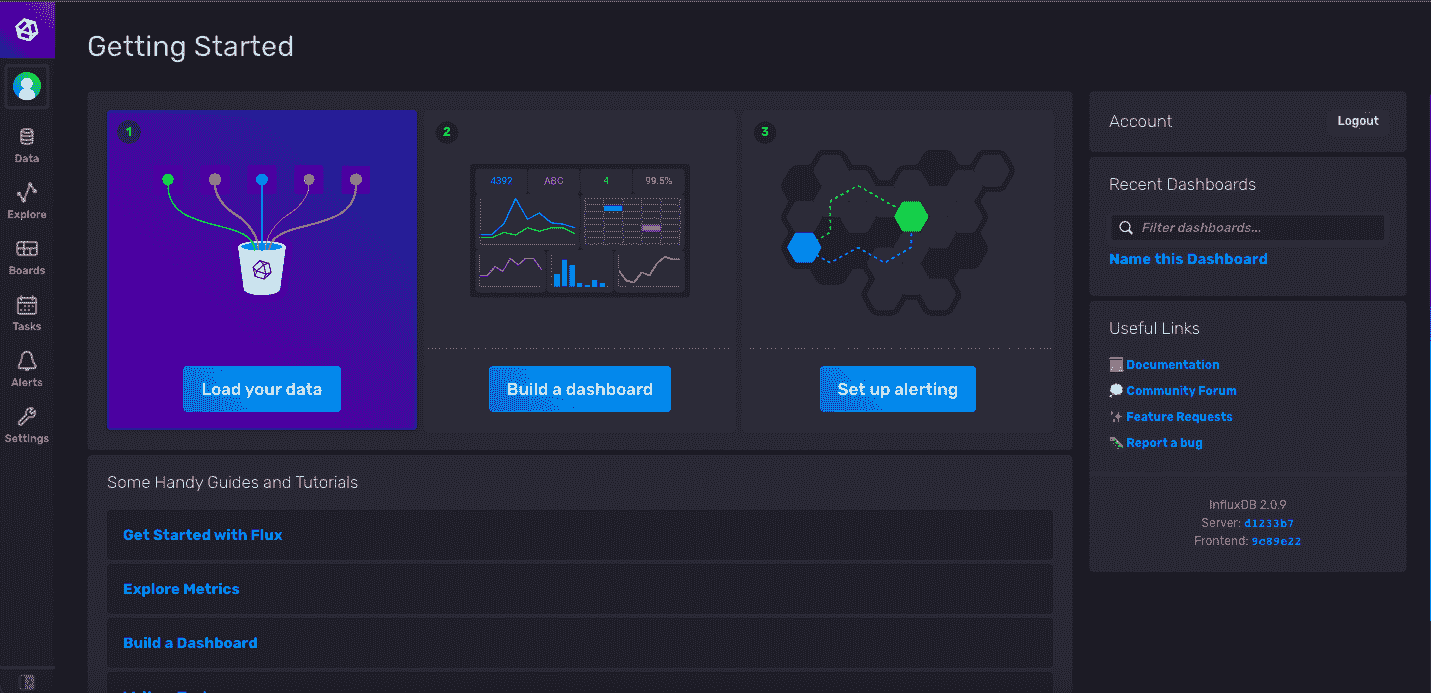 Getting Started
Data
Explore
Boards
Tasks
Alerts
Settings
1
Load your data
2
4397
ABG
4
99.5%
Build a dashboard
3
Set up alerting
Some Handy Guides and Tutorials
Get Started with Flux
Explore Metrics
Build a Dashboard
Account
Logout
Recent Dashboards
Filter dashboards...
Name this Dashboard
Useful Links
Documentation
Community Forum
Feature Requests
Report a bug
InfluxDB 2.0.9
Server: d1233b7
Frontend: 9c89e22